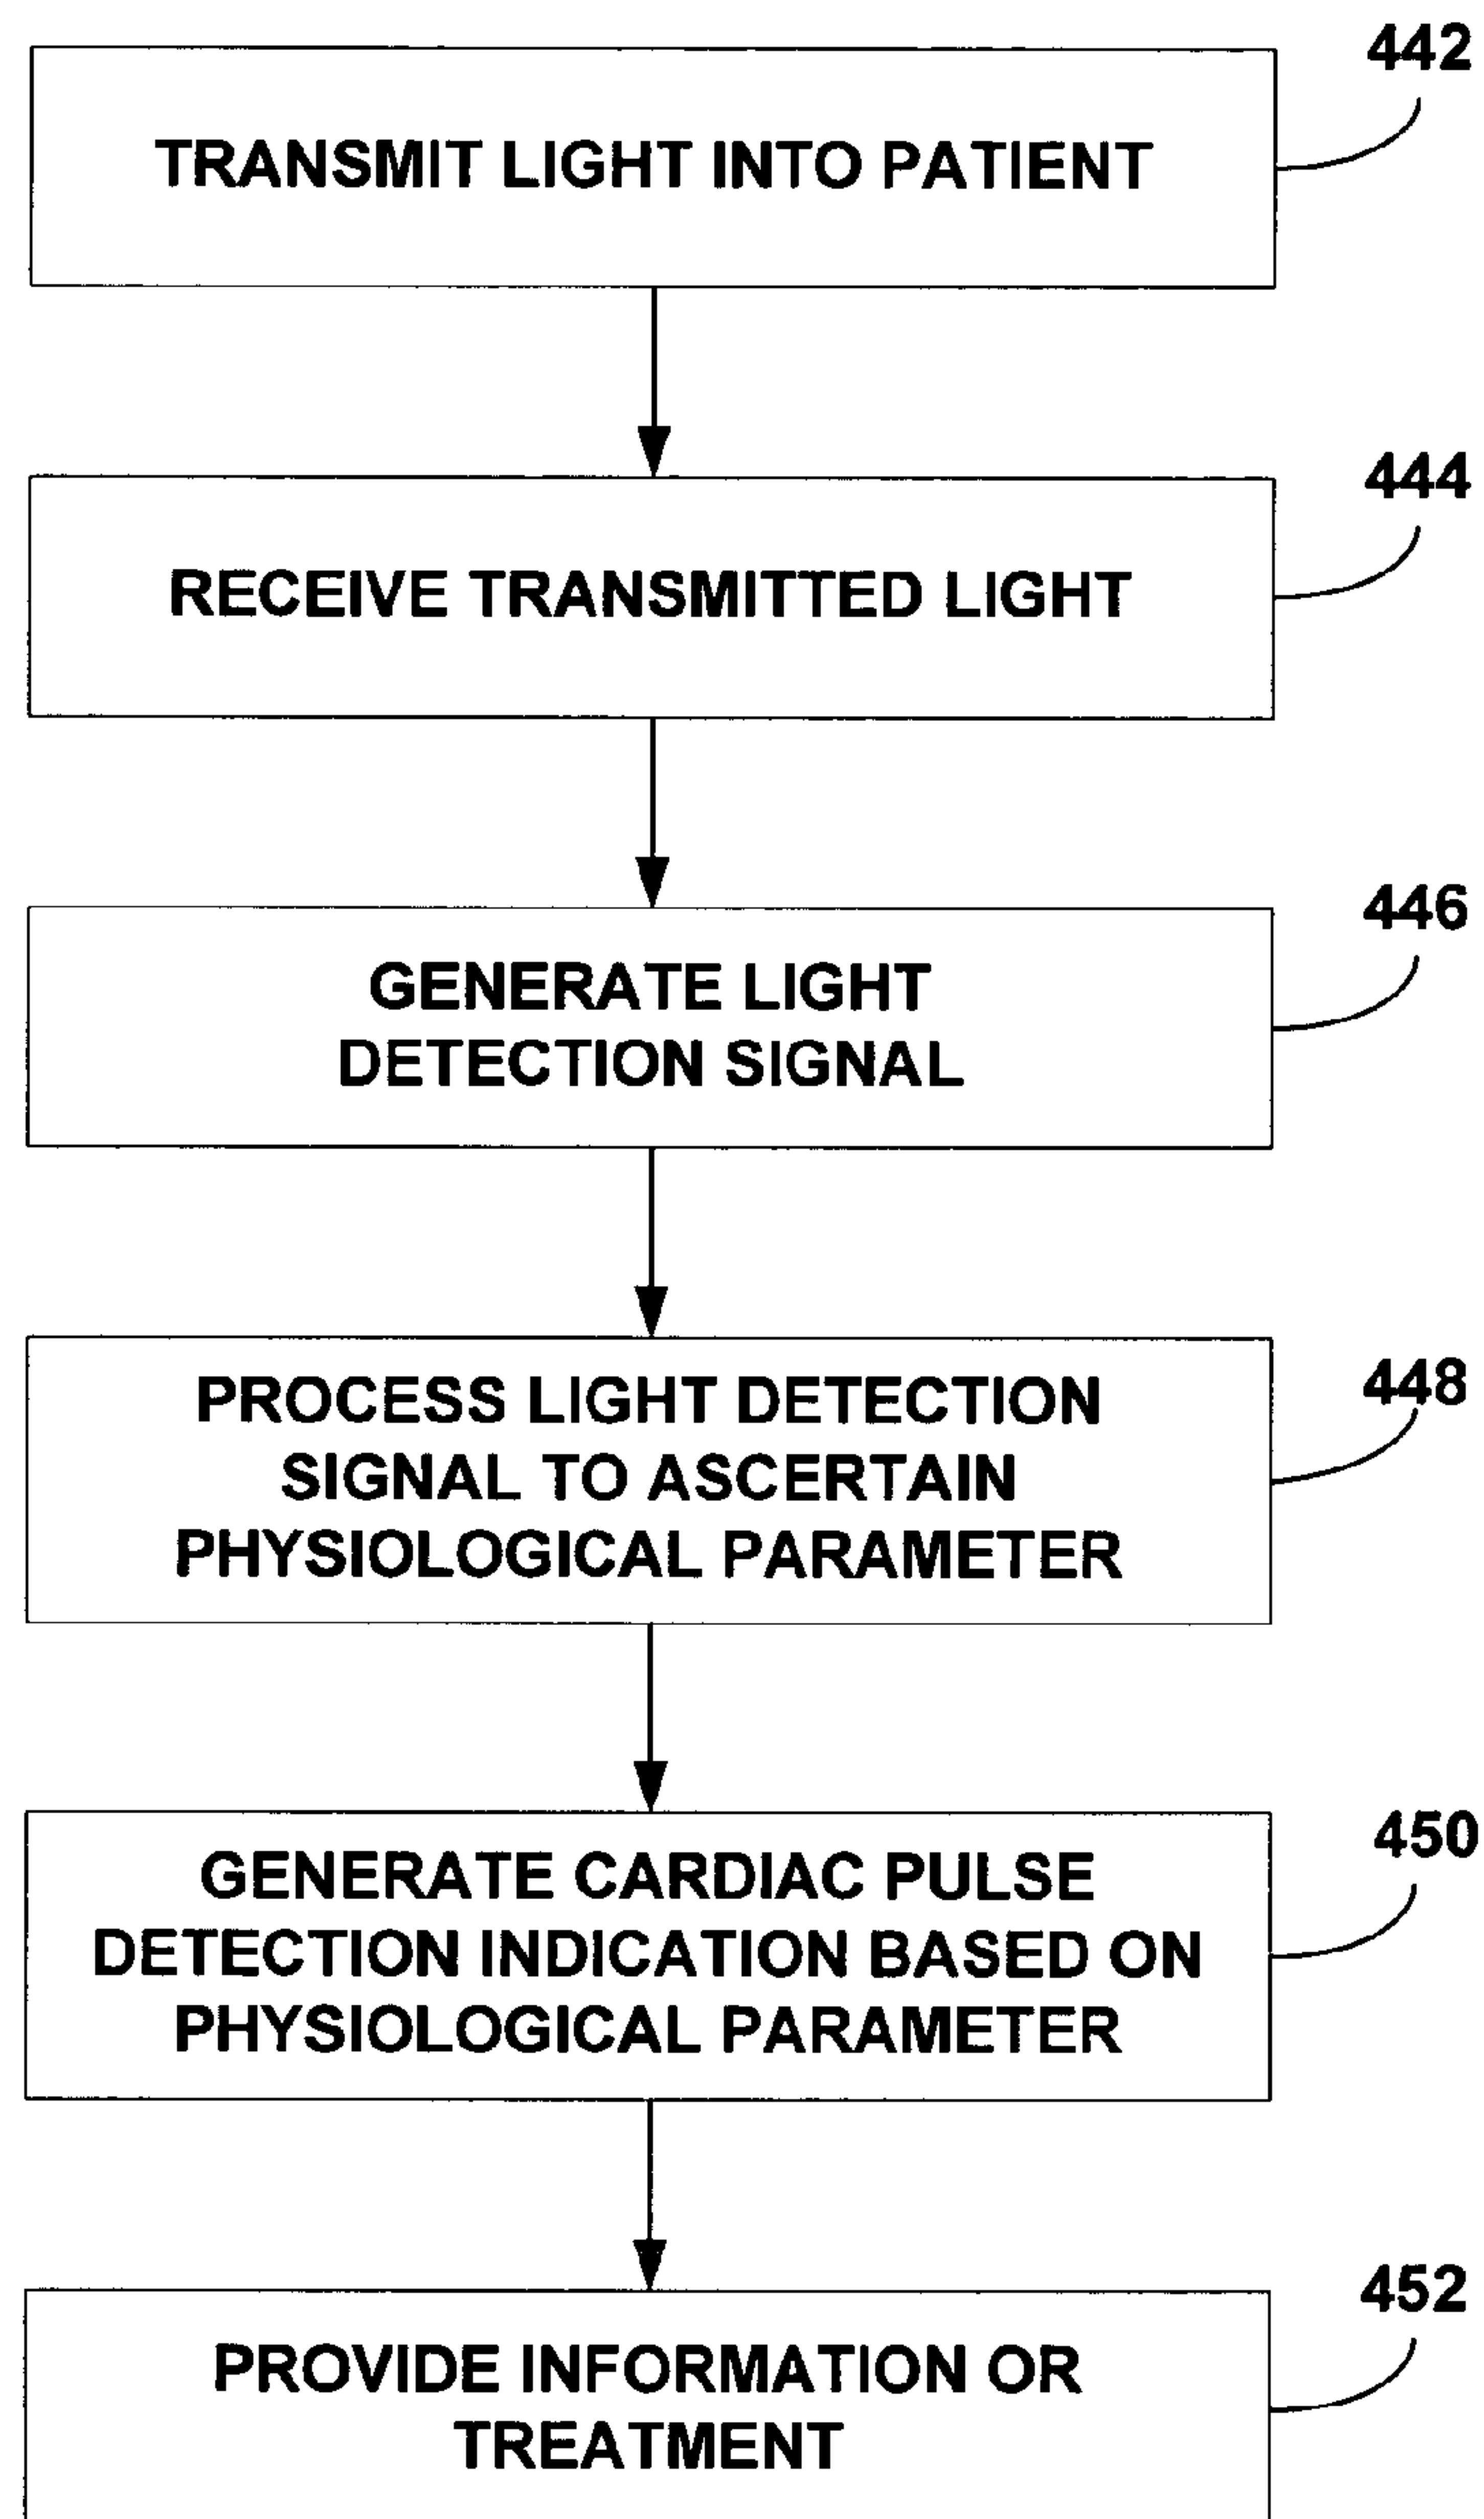 442
TRANSMIT LIGHT INTO PATIENT
444
RECEIVE TRANSMITTED LIGHT
446
GENERATE LIGHT
DETECTION SIGNAL
448
PROCESS LIGHT DETECTION
SIGNAL TO ASCERTAIN
PHYSIOLOGICAL PARAMETER
450
GENERATE CARDIAC PULSE
DETECTION INDICATION BASED ON
PHYSIOLOGICAL PARAMETER
452
PROVIDE INFORMATION OR
TREATMENT